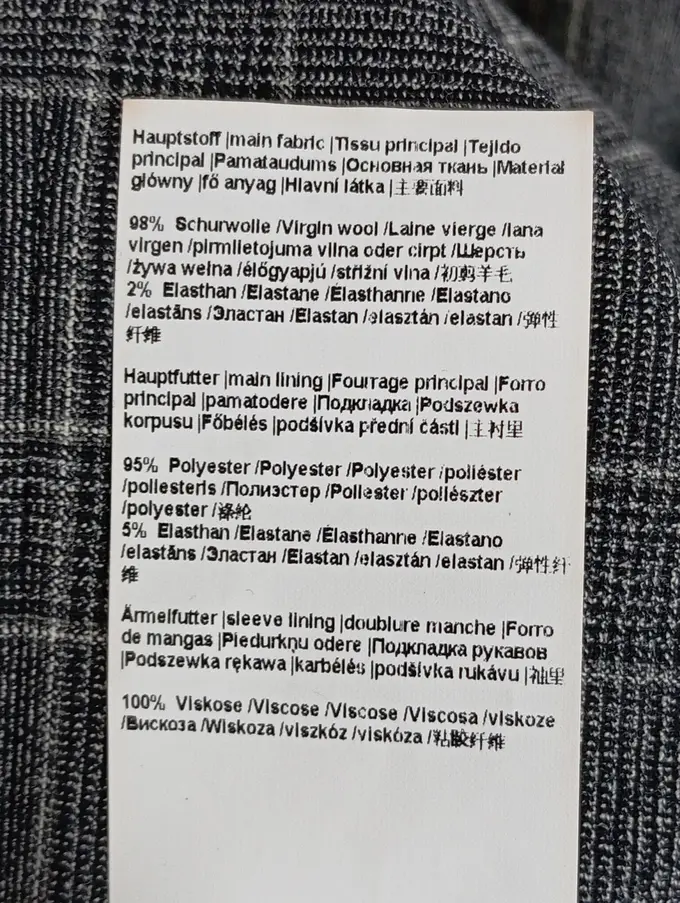 Hauptstoff |main fabric |Tissu principal |Tejido
principal |Pamataudums |Основная ткань |Materiał
główny |fő anyag |Hlavní látka |主要面料
98% Schurwolle /Virgin wool /Laine vierge /lana
virgen /pirmlietojuma vilna oder cirpt /Шерсть
/żywa wełna /élőgyapjú /střižní vlna /初剪羊毛
2% Elasthan /Elastane /Élasthanne /Elastano
/elastāns /Эластан /Elastan /elasztán /elastan /弹性
纤维
Hauptfutter |main lining |Fourrage principal |Forro
principal |pamatodere |Подкладка |Podszewka
korpusu |Főbélés |podšívka přední části |主衬里
95% Polyester /Polyester /Polyester /poliéster
/poliesteris /Полиэстер /Poliester /poliészter
/polyester /涤纶
5% Elasthan /Elastane /Élasthanne /Elastano
/elastāns /Эластан /Elastan /elasztán /elastan /弹性纤
维
Ärmelfutter |sleeve lining |doublure manche |Forro
de mangas |Piedurkņu odere |Подкладка рукавов
|Podszewka rękawa |karbélés |podšívka rukávu |袖里
100% Viskose /Viscose /Viscose /Viscosa /viskoze
/Вискоза /Wiskoza /viszkóz /viskóza /粘胶纤维